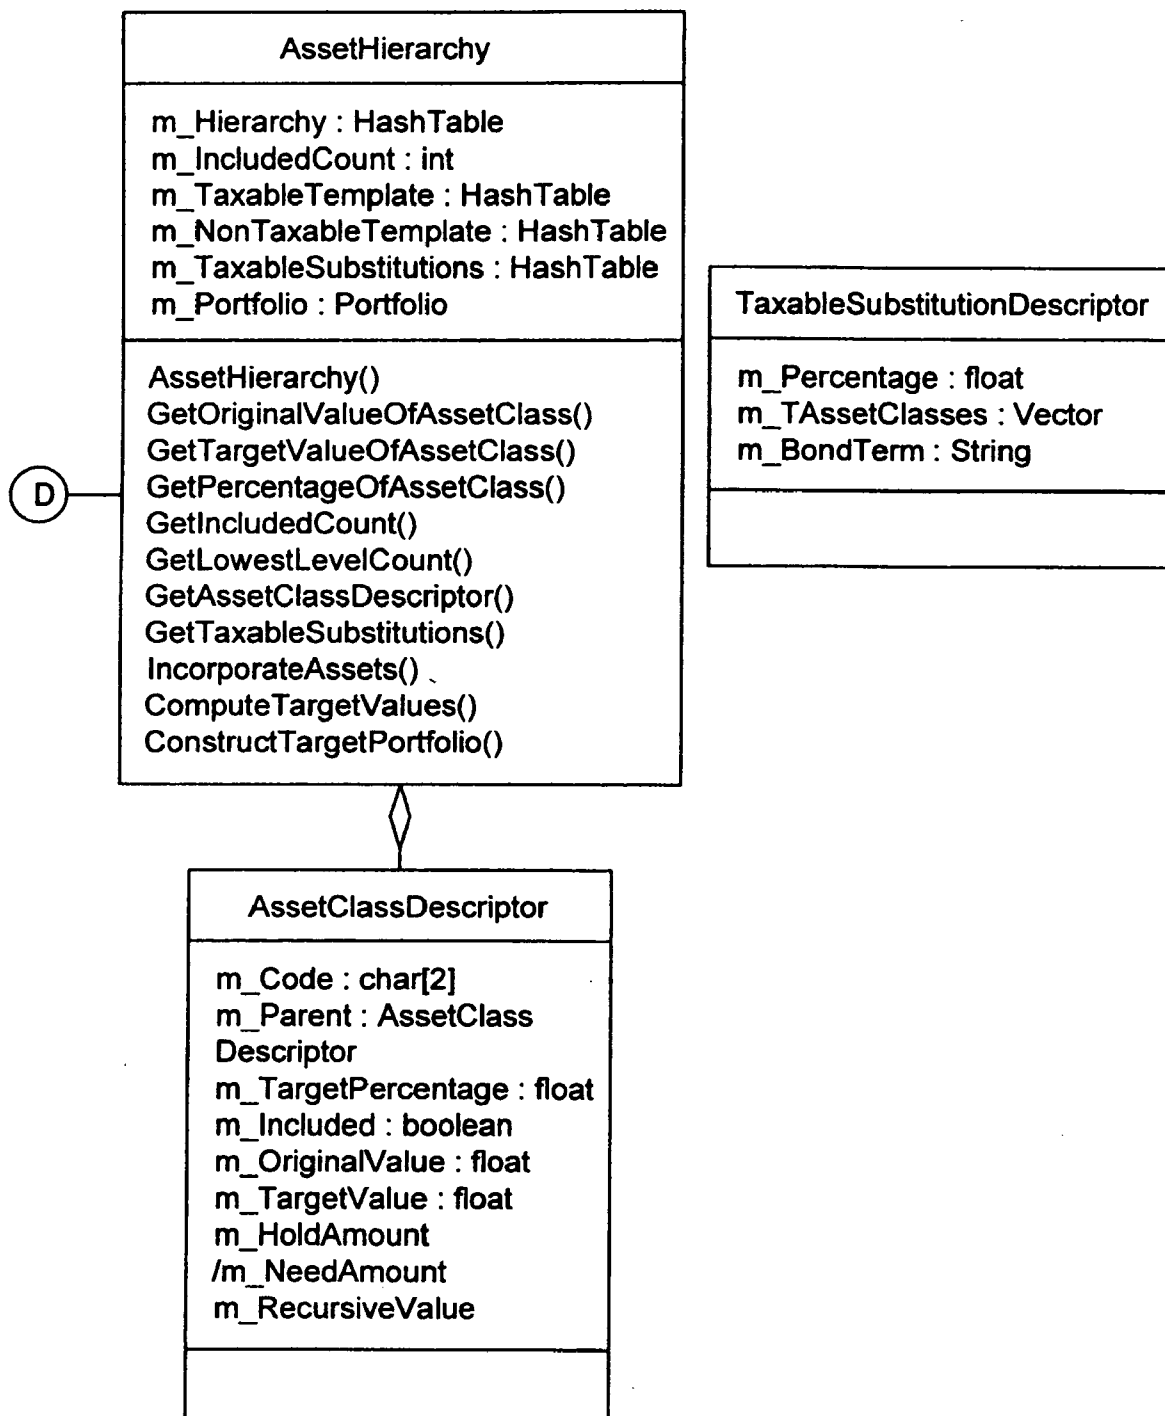 AssetHierarchy
m_Hierarchy : HashTable
m_IncludedCount : int
m_TaxableTemplate : HashTable
m_NonTaxableTemplate : HashTable
m_TaxableSubstitutions : HashTable
m_Portfolio : Portfolio
AssetHierarchy()
GetOriginalValueOfAssetClass()
GetTargetValueOfAssetClass()
GetPercentageOfAssetClass()
GetIncludedCount()
GetLowestLevelCount()
GetAssetClassDescriptor()
GetTaxableSubstitutions()
IncorporateAssets()
ComputeTargetValues()
ConstructTargetPortfolio()
D
TaxableSubstitutionDescriptor
m_Percentage : float
m_TAssetClasses : Vector
m_BondTerm : String
AssetClassDescriptor
m_Code : char[2]
m_Parent : AssetClass
Descriptor
m_TargetPercentage : float
m_Included : boolean
m_OriginalValue : float
m_TargetValue : float
m_HoldAmount
/m_NeedAmount
m_RecursiveValue